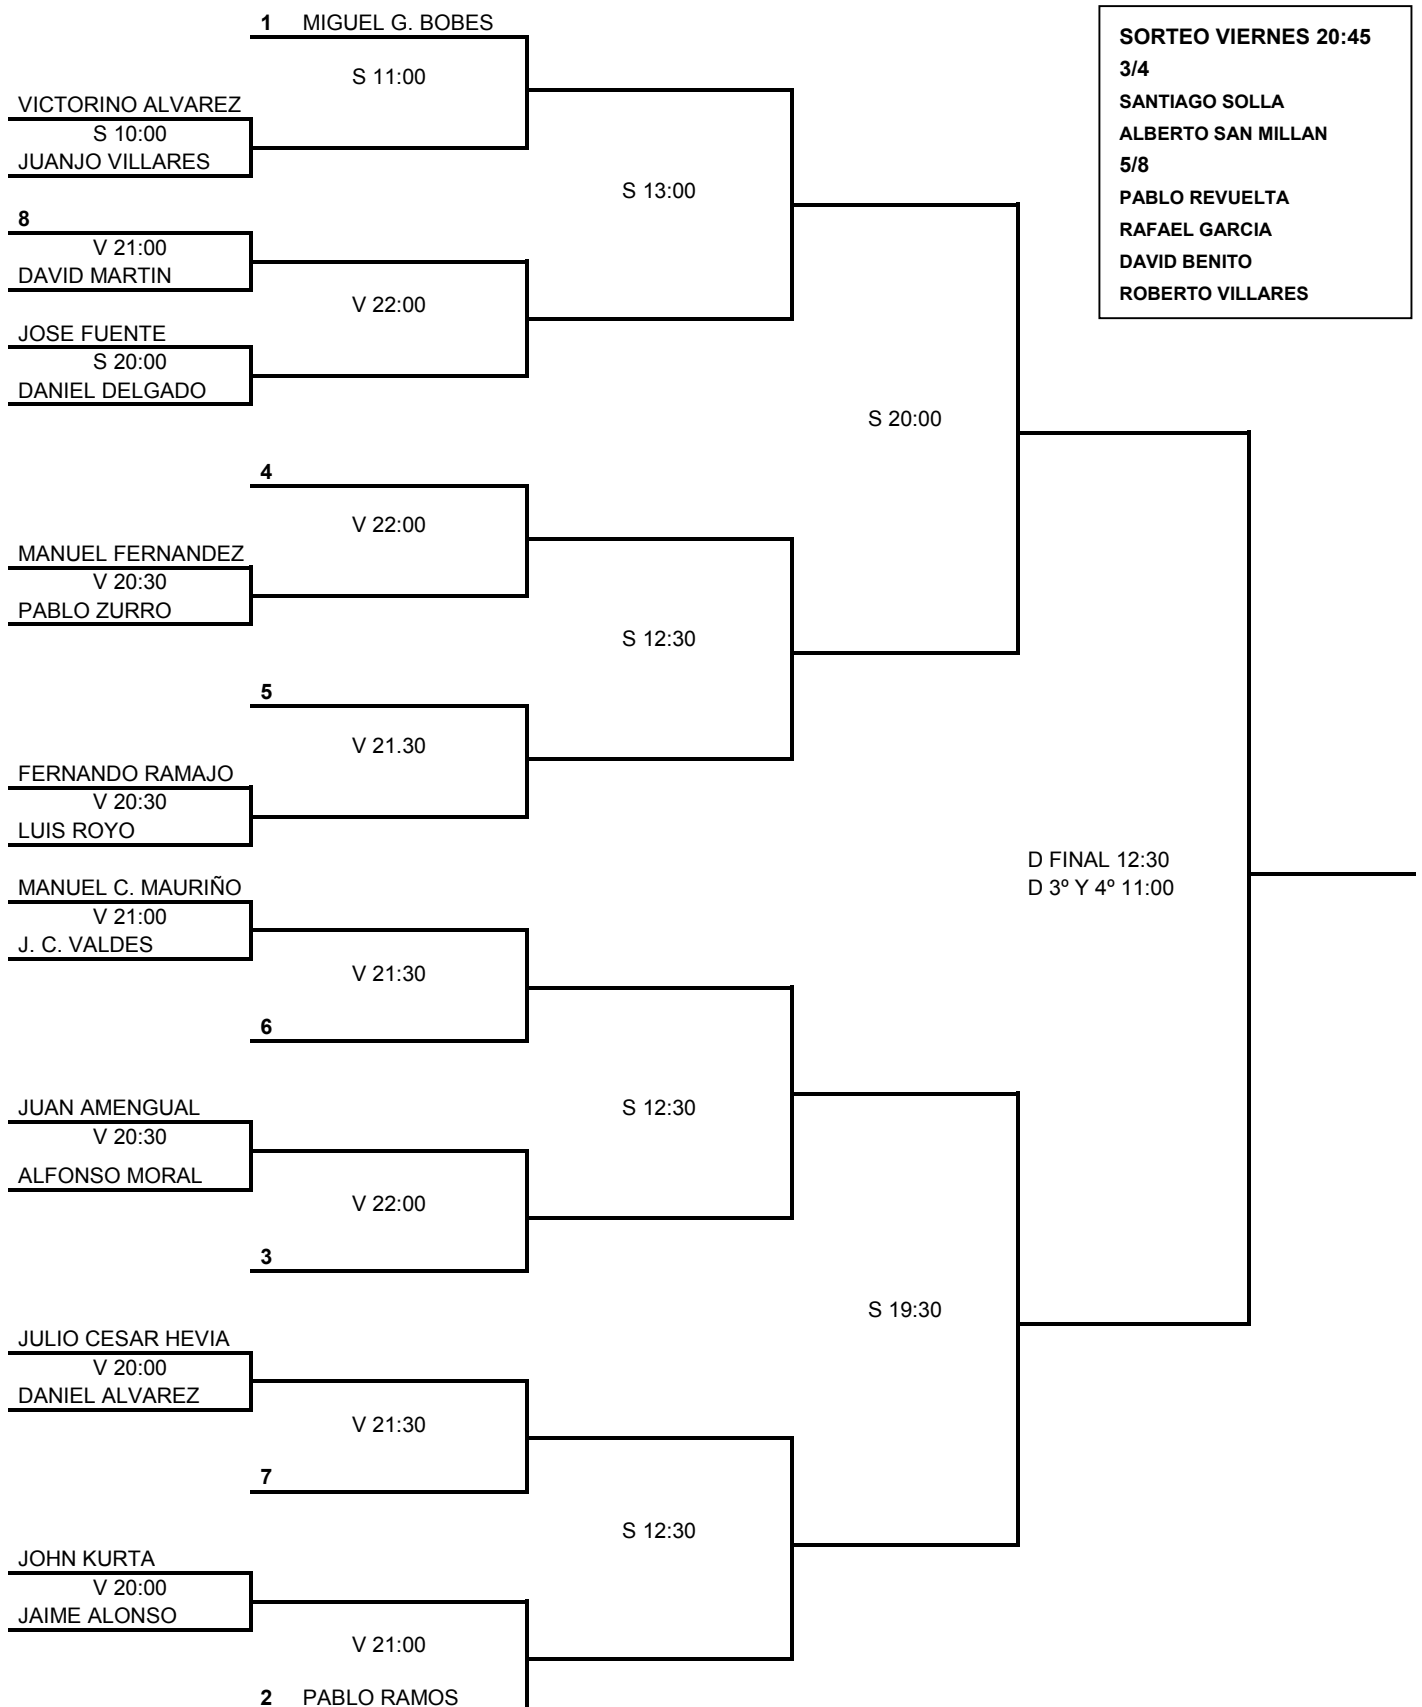 1 MIGUEL G. BOBES
S 11:00
VICTORINO ALVAREZ
S 10:00
JUANJO VILLARES
S 13:00
8
V 21:00
DAVID MARTIN
V 22:00
JOSE FUENTE
S 20:00
DANIEL DELGADO
S 20:00
4
V 22:00
MANUEL FERNANDEZ
V 20:30
PABLO ZURRO
S 12:30
5
V 21.30
FERNANDO RAMAJO
V 20:30
LUIS ROYO
D FINAL 12:30
D 3º Y 4º 11:00
MANUEL C. MAURIÑO
V 21:00
J. C. VALDES
V 21:30
6
JUAN AMENGUAL
S 12:30
V 20:30
ALFONSO MORAL
V 22:00
3
S 19:30
JULIO CESAR HEVIA
V 20:00
DANIEL ALVAREZ
V 21:30
7
S 12:30
JOHN KURTA
V 20:00
JAIME ALONSO
V 21:00
2 PABLO RAMOS
SORTEO VIERNES 20:45
3/4
SANTIAGO SOLLA
ALBERTO SAN MILLAN
5/8
PABLO REVUELTA
RAFAEL GARCIA
DAVID BENITO
ROBERTO VILLARES